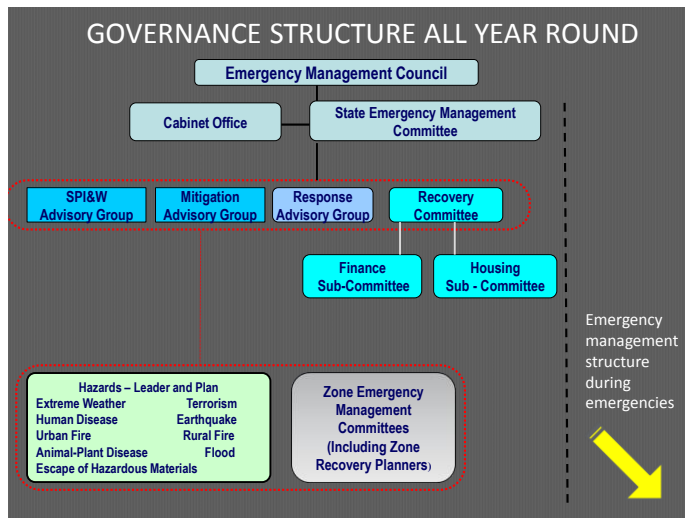 GOVERNANCE STRUCTURE ALL YEAR ROUND
Emergency Management Council
Cabinet Office
State Emergency Management
Committee
SPI&W
Advisory Group
Mitigation
Advisory Group
Response
Advisory Group
Recovery
Committee
Finance
Sub-Committee
Housing
Sub - Committee
Emergency
management
structure
during
emergencies
Hazards – Leader and Plan
Extreme Weather Terrorism
Human Disease Earthquake
Urban Fire Rural Fire
Animal-Plant Disease Flood
Escape of Hazardous Materials
Zone Emergency
Management
Committees
(Including Zone
Recovery Planners)